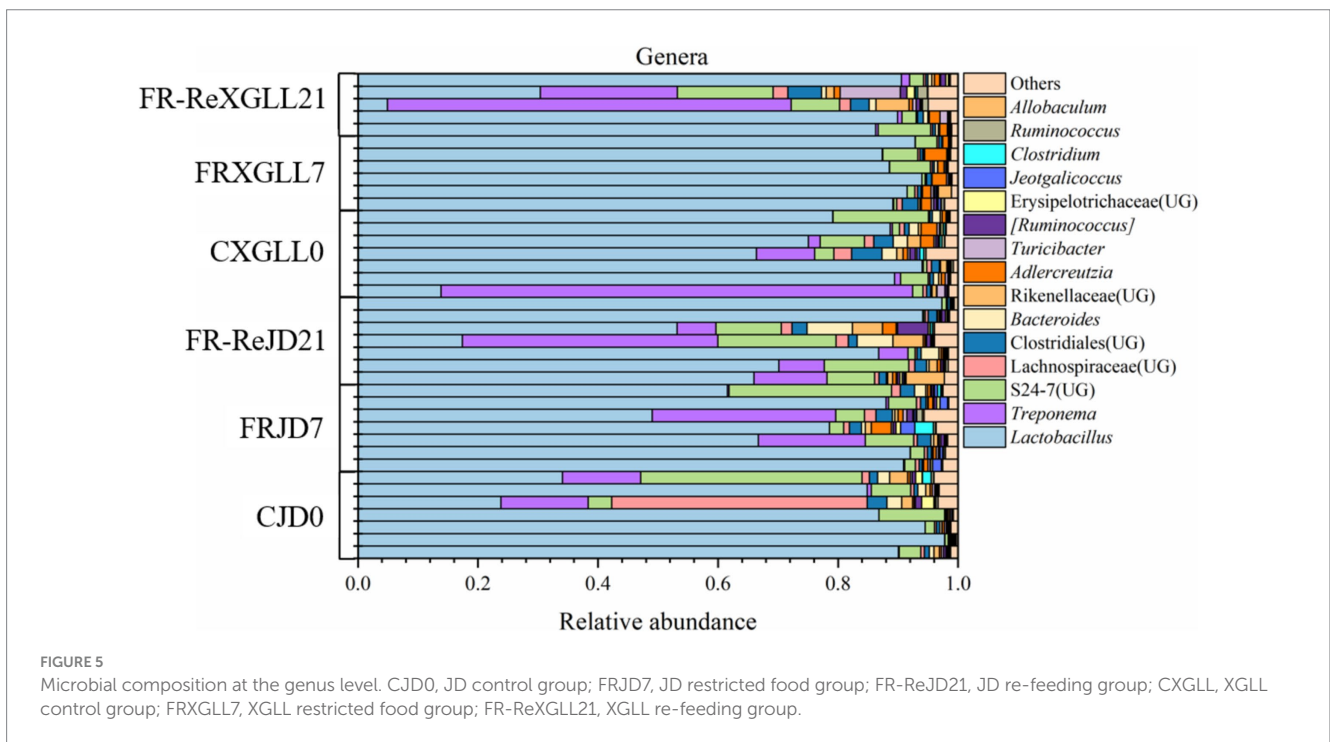 Genera
FR-ReXGLL21
FRXGLL7
CXGLL0
FR-ReJD21
FRJD7
CJD0
Others
Allobaculum
Ruminococcus
Clostridium
Jeotgalicoccus
Erysipelotrichaceae(UG)
[Ruminococcus]
Turicibacter
Adlercreutzia
Rikenellaceae(UG)
Bacteroides
Clostridiales(UG)
Lachnospiraceae(UG)
S24-7(UG)
Treponema
Lactobacillus
0.0 0.2 0.4 0.6 0.8 1.0
Relative abundance
FIGURE 5
Microbial composition at the genus level. CJD0, JD control group; FRJD7, JD restricted food group; FR-ReJD21, JD re-feeding group; CXGLL, XGLL
control group; FRXGLL7, XGLL restricted food group; FR-ReXGLL21, XGLL re-feeding group.